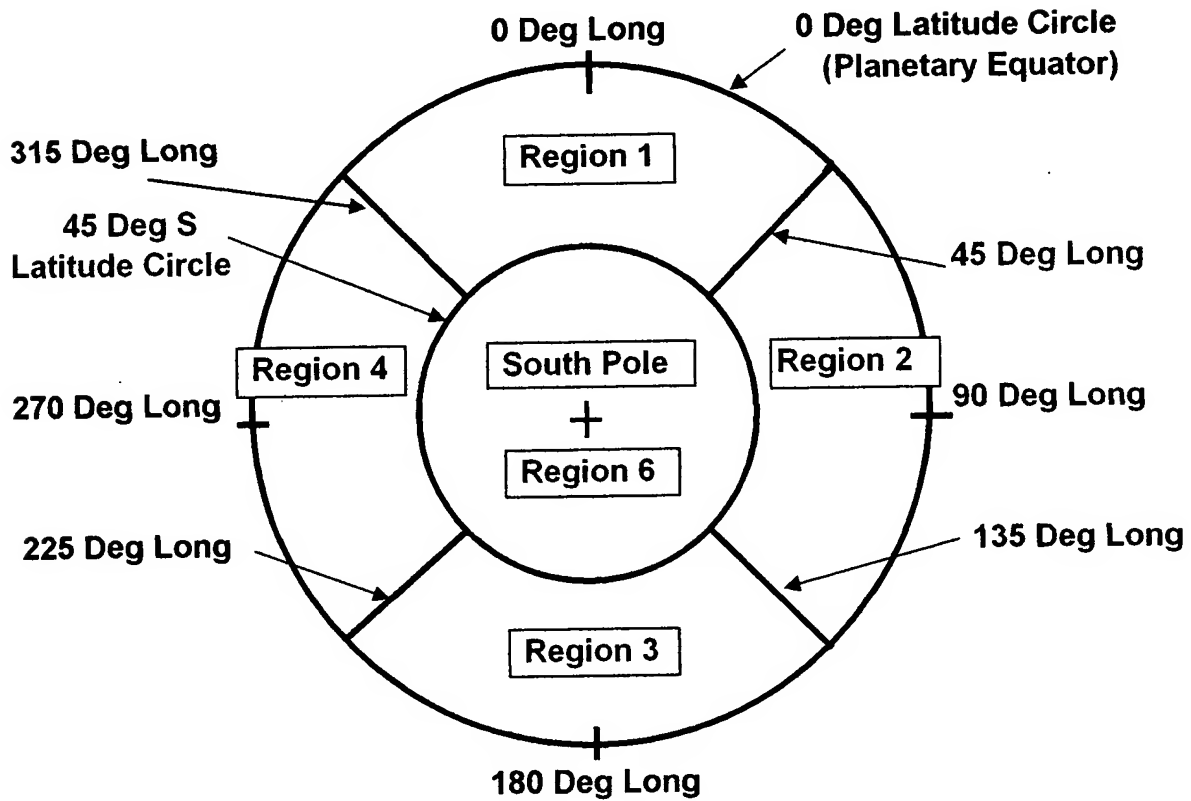 0 Deg Long
0 Deg Latitude Circle
(Planetary Equator)
Region 1
315 Deg Long
45 Deg S
Latitude Circle
45 Deg Long
Region 4
South Pole
Region 2
270 Deg Long
90 Deg Long
Region 6
225 Deg Long
135 Deg Long
Region 3
180 Deg Long